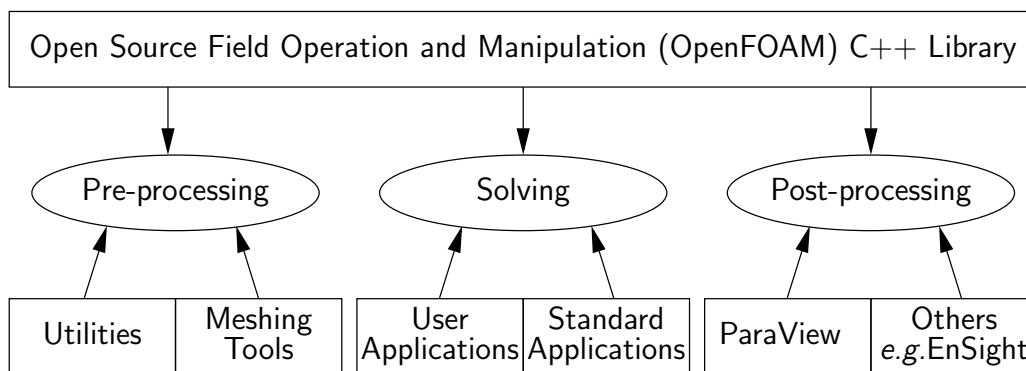 Open Source Field Operation and Manipulation (OpenFOAM) C++ Library
Pre-processing
Solving
Post-processing
Utilities
Meshing
Tools
User
Applications
Standard
Applications
ParaView
Others
e.g.EnSight